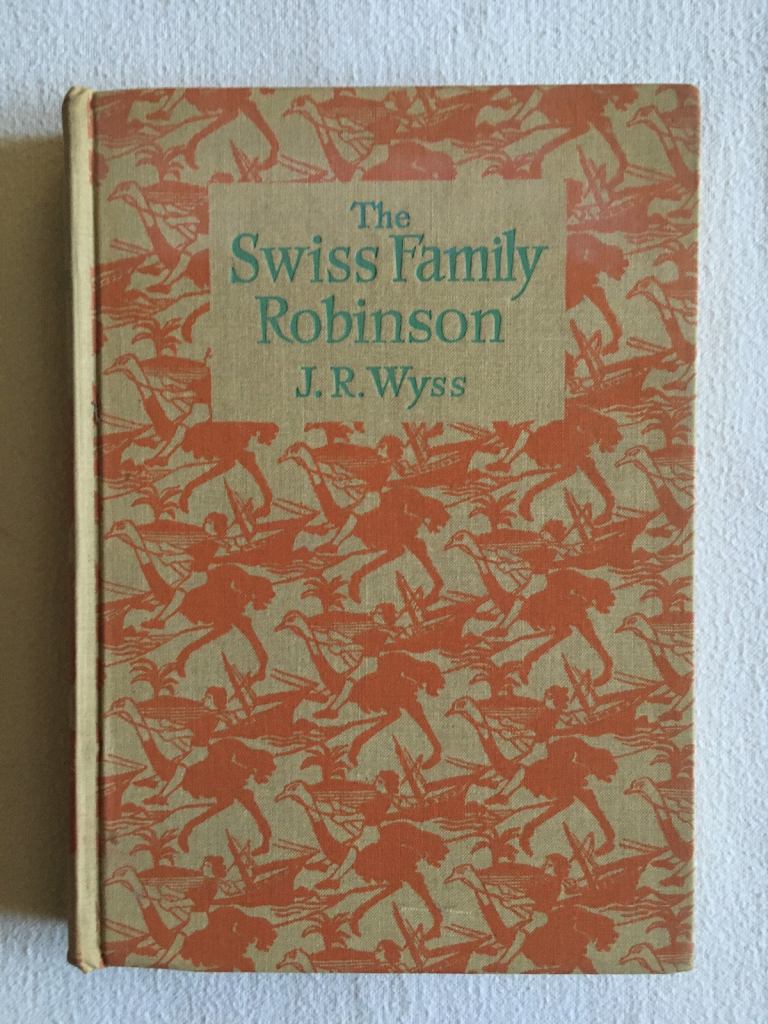 The
Swiss Family
Robinson
J. R. Wyss